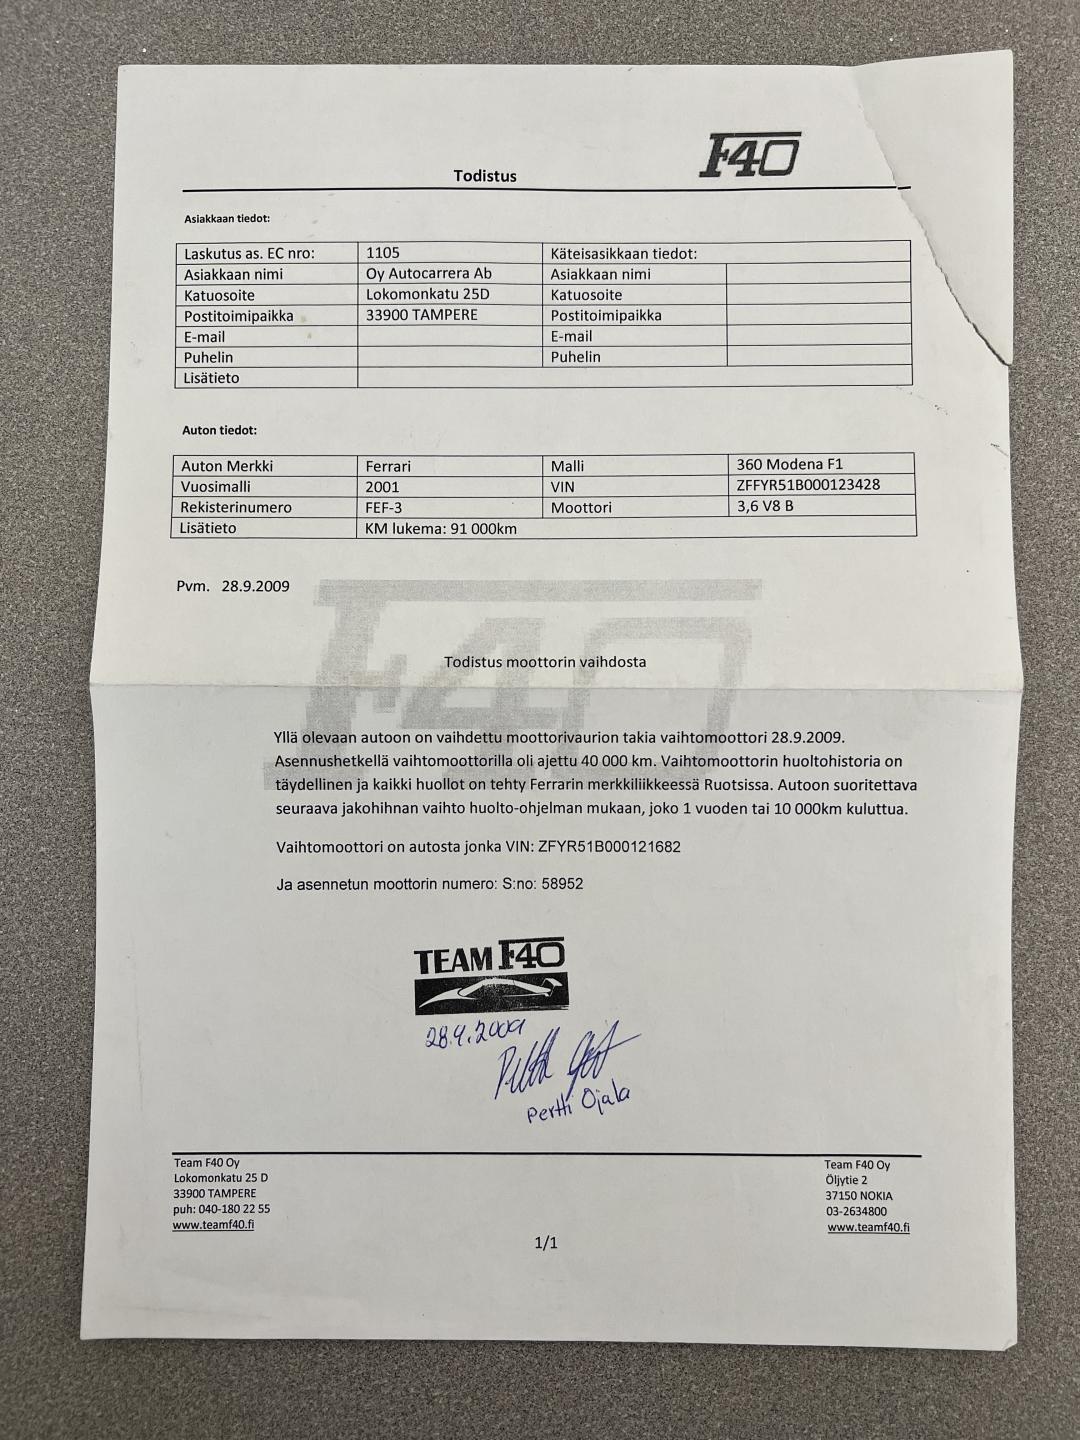 F40
Todistus
Asiakkaan tiedot:
Laskutus as. EC nro: 1105 Käteisasikkaan tiedot:
Asiakkaan nimi Oy Autocarrera Ab Asiakkaan nimi
Katuosoite Lokomonkatu 25D Katuosoite
Postitoimipaikka 33900 TAMPERE Postitoimipaikka
E-mail E-mail
Puhelin Puhelin
Lisätieto
Auton tiedot:
Auton Merkki Ferrari Malli 360 Modena F1
Vuosimalli 2001 VIN ZFFYR51B000123428
Rekisterinumero FEF-3 Moottori 3,6 V8 B
Lisätieto KM lukema: 91 000km
Pvm. 28.9.2009
F40
Todistus moottorin vaihdosta
Yllä olevaan autoon on vaihdettu moottorivaurion takia vaihtomoottori 28.9.2009.
Asennushetkellä vaihtomoottorilla oli ajettu 40 000 km. Vaihtomoottorin huoltohistoria on
täydellinen ja kaikki huollot on tehty Ferrarin merkkiliikkeessä Ruotsissa. Autoon suoritettava
seuraava jakohihnan vaihto huolto-ohjelman mukaan, joko 1 vuoden tai 10 000km kuluttua.
Vaihtomoottori on autosta jonka VIN: ZFYR51B000121682
Ja asennetun moottorin numero: S:no: 58952
TEAM F40
28.9.2009
Pertti Ojala
Team F40 Oy
Lokomonkatu 25 D
33900 TAMPERE
puh: 040-180 22 55
www.teamf40.fi
Team F40 Oy
Öljytie 2
37150 NOKIA
03-2634800
www.teamf40.fi
1/1